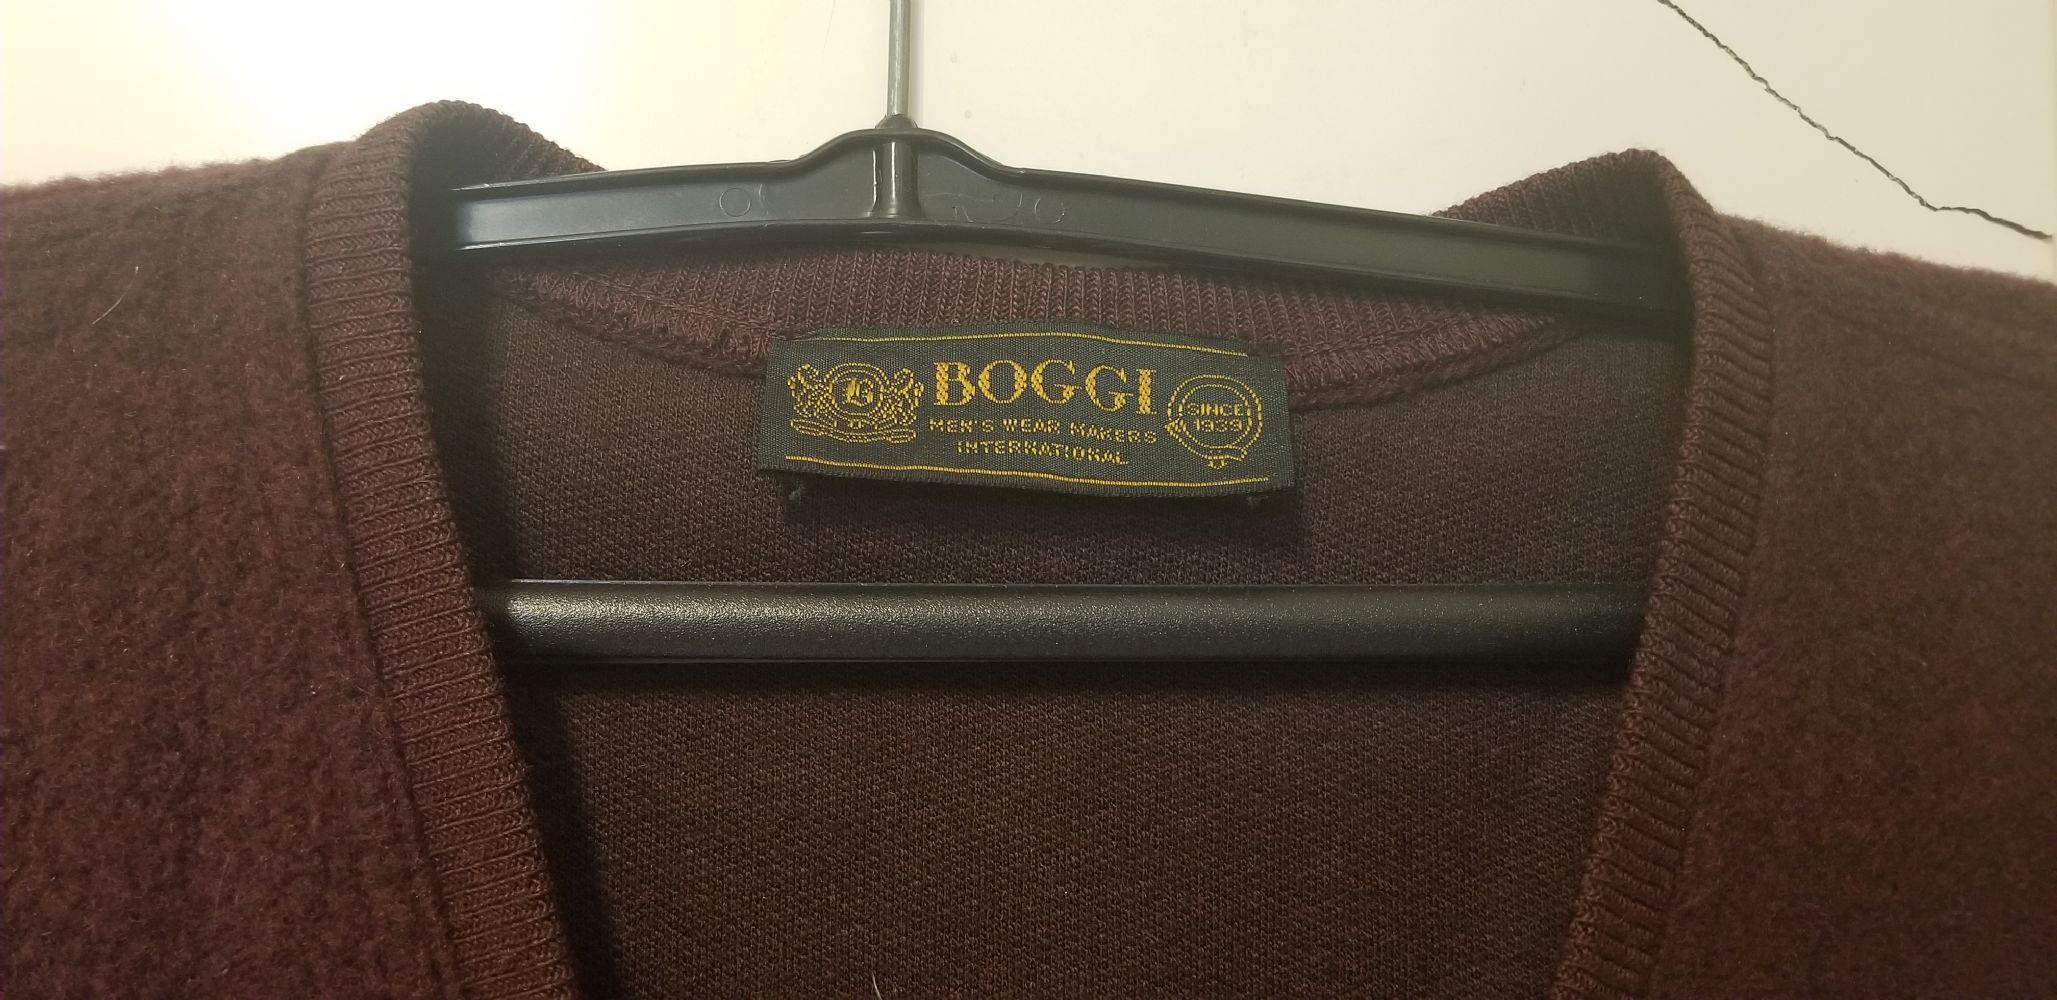 B
BOGGI
MEN'S WEAR MAKERS
INTERNATIONAL
SINCE
1939